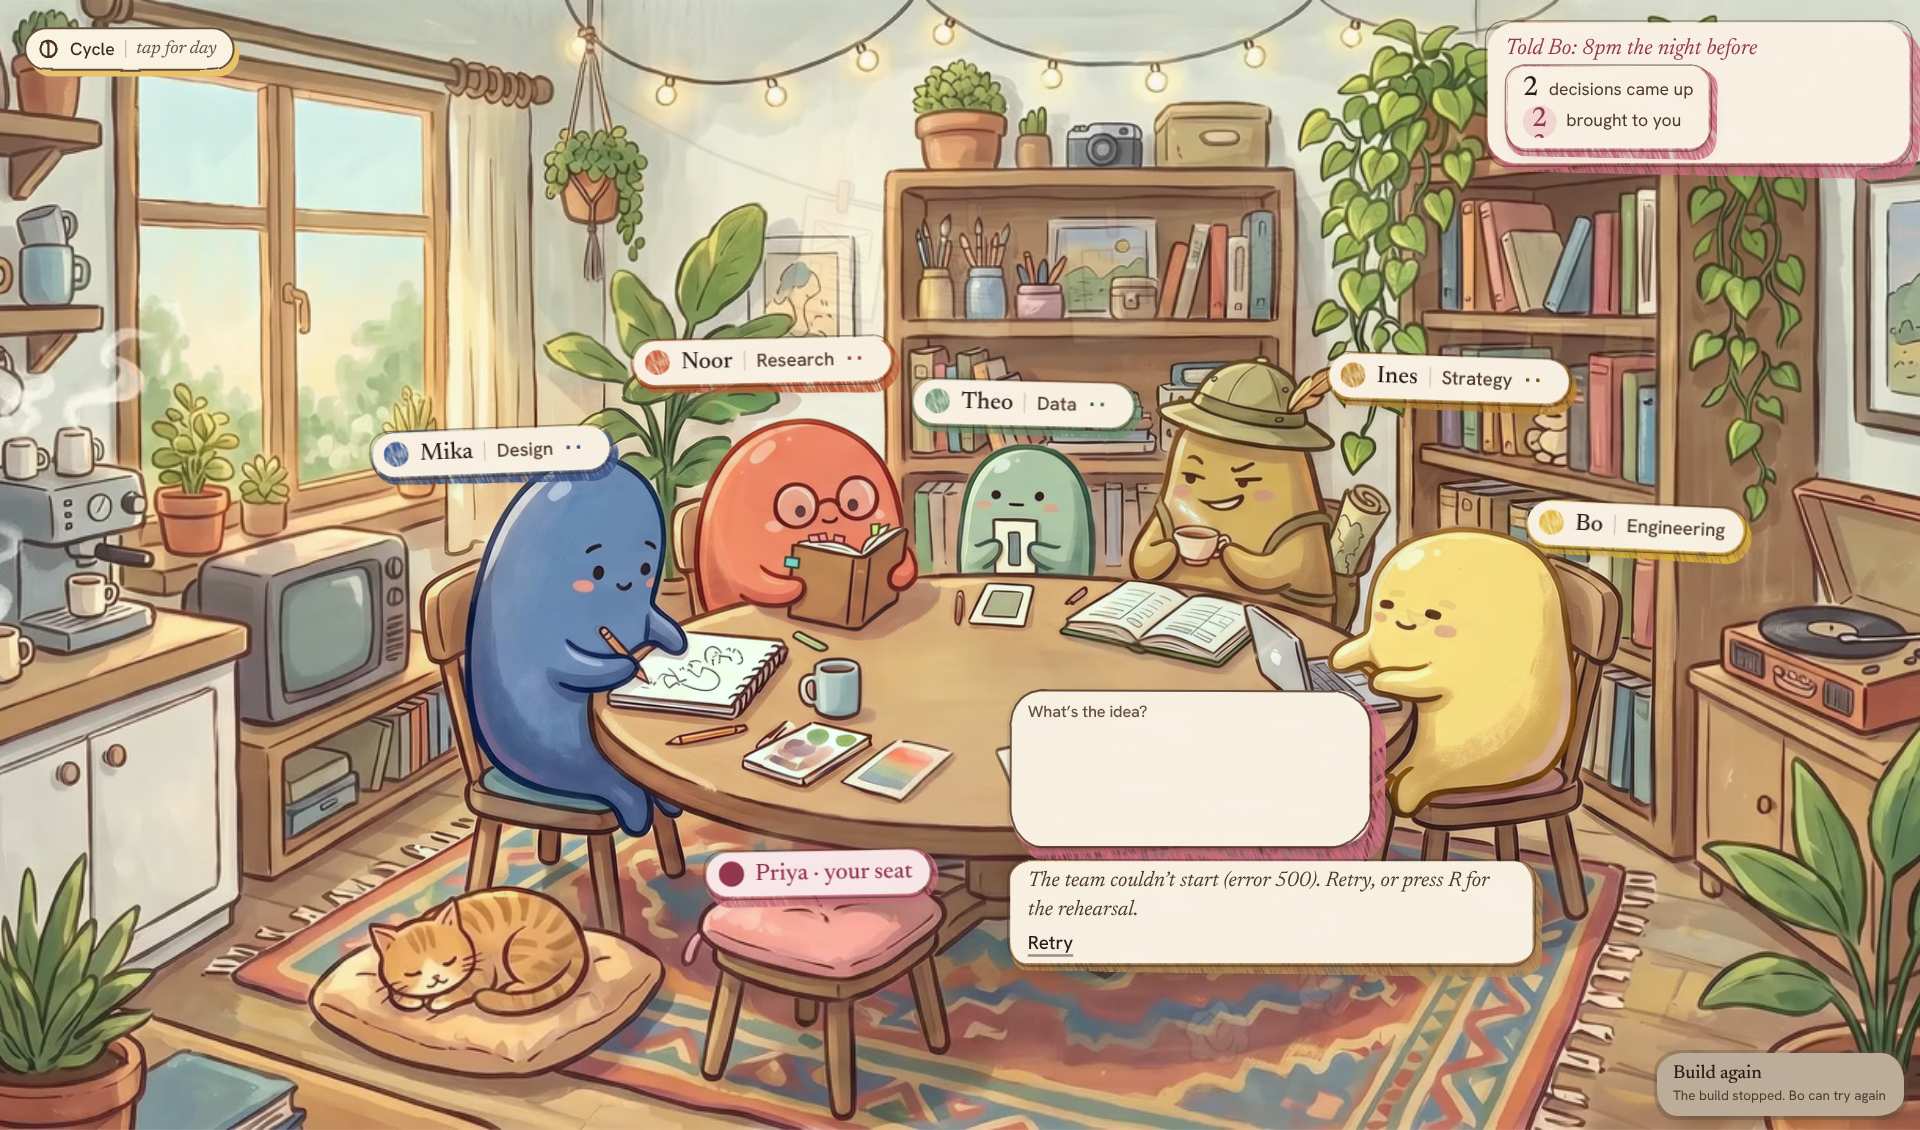 Cycle tap for day
Told Bo: 8pm the night before
2 decisions came up
2 brought to you
Noor Research
Ines Strategy
Theo Data
Mika Design
Bo Engineering
What's the idea?
Priya · your seat
The team couldn't start (error 500). Retry, or press R for
the rehearsal.
Retry
Build again
The build stopped. Bo can try again